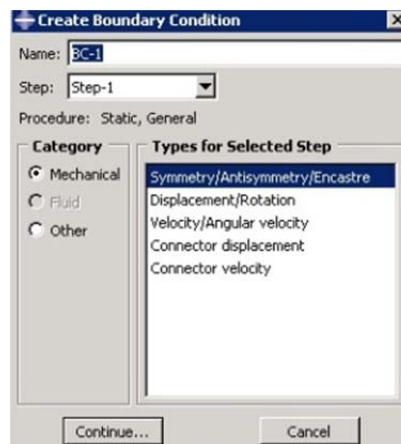 Create Boundary Condition
Name: BC-1
Step: Step-1
Procedure: Static, General
Category
Mechanical
Fluid
Other
Types for Selected Step
Symmetry/Antisymmetry/Encastre
Displacement/Rotation
Velocity/Angular velocity
Connector displacement
Connector velocity
Continue... Cancel